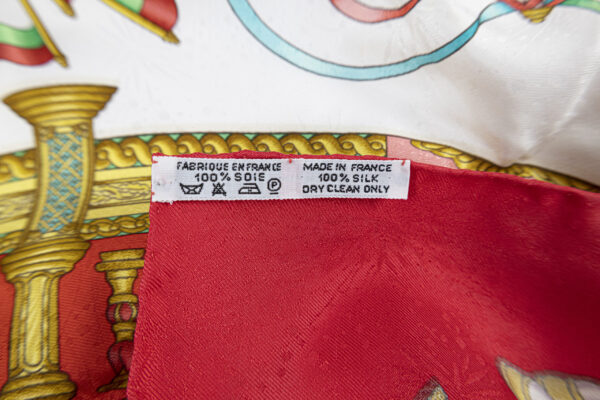 FABRIQUE EN FRANCE
100% SOIE
P
MADE IN FRANCE
100% SILK
DRY CLEAN ONLY